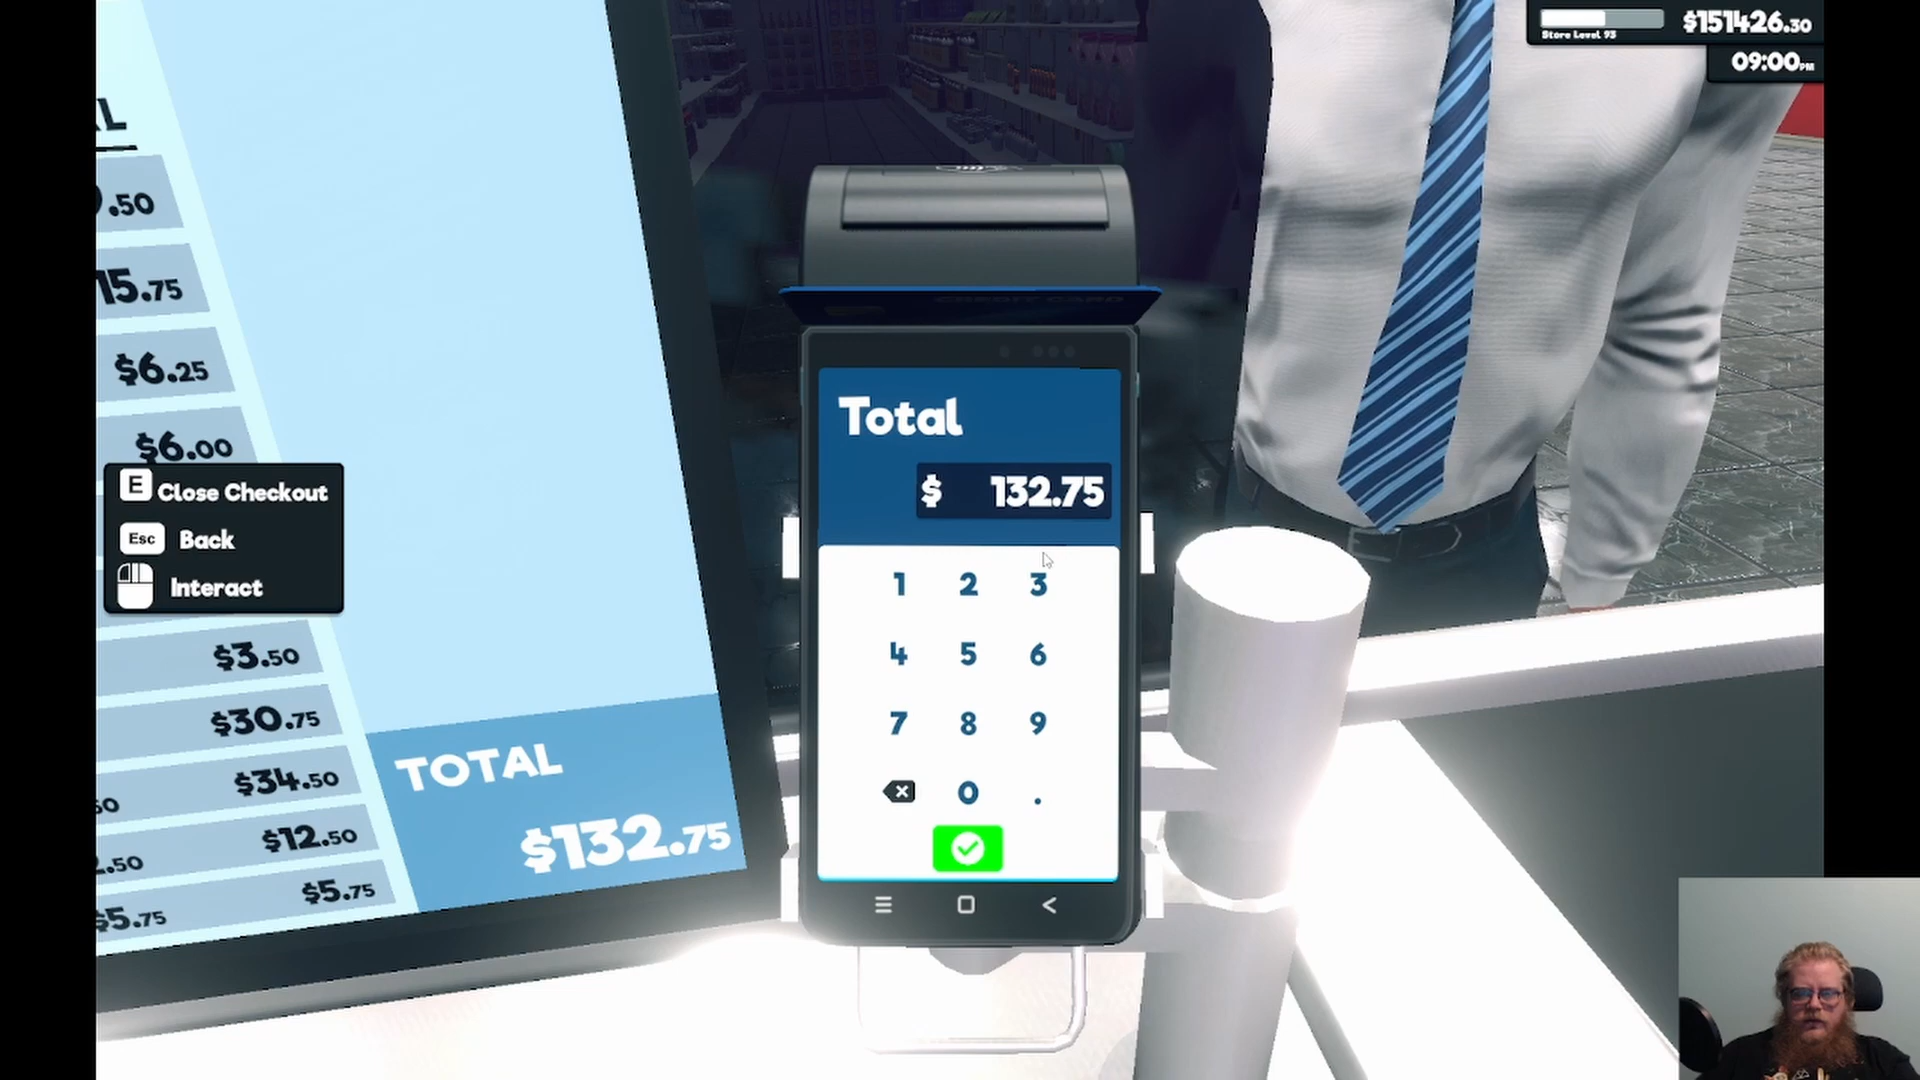 $151426.30
Store Level 93
09:00PM
.50
15.75
$6.25
$6.00
E Close Checkout
Esc Back
Interact
$3.50
$30.75
$34.50
$12.50
.50
$5.75
$5.75
TOTAL
$132.75
CREDIT CARD
Total
$ 132.75
1 2 3
4 5 6
7 8 9
0 .